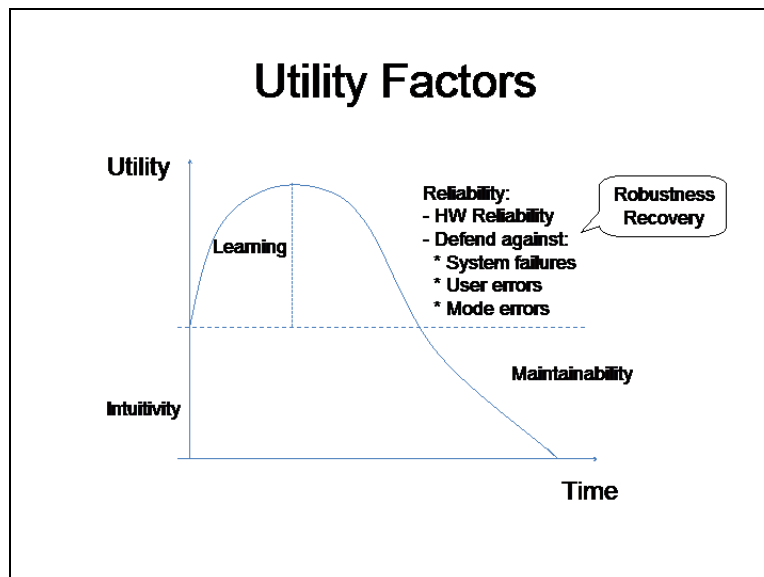 Utility Factors
Utility
Reliability:
- HW Reliability
- Defend against:
* System failures
* User errors
* Mode errors
Robustness
Recovery
Learning
Maintainability
Intuitivity
Time